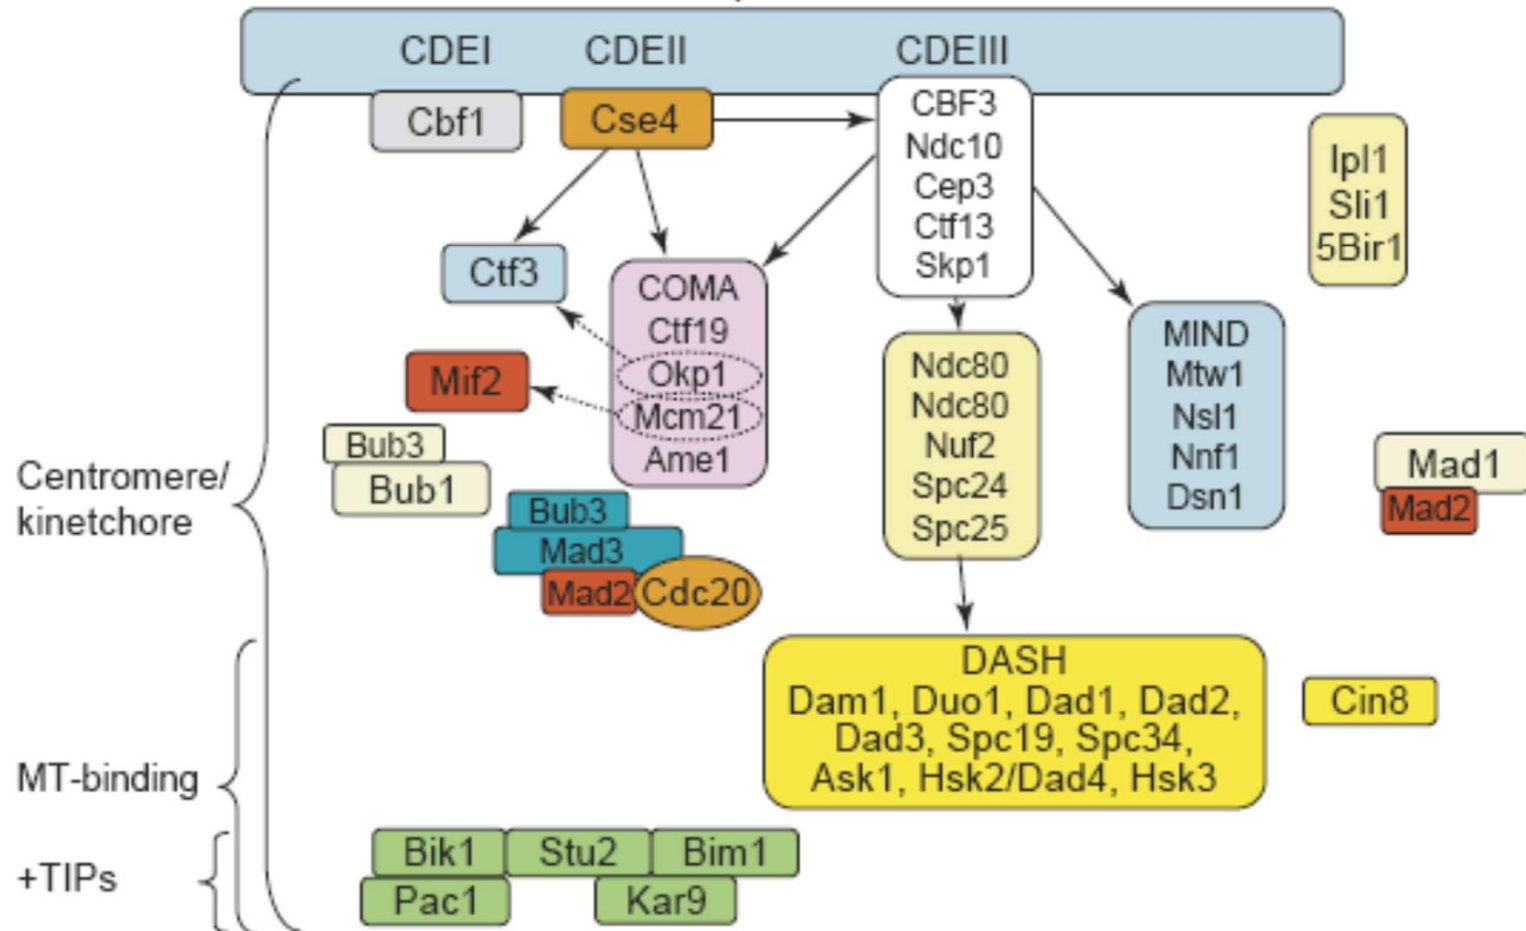 CDEI
CDEII
CDEIII
Cbf1
Cse4
CBF3
Ndc10
Cep3
Ctf13
Skp1
Ipl1
Sli1
5Bir1
Ctf3
COMA
Ctf19
Okp1
Mcm21
Ame1
Mif2
Ndc80
Ndc80
Nuf2
Spc24
Spc25
MIND
Mtw1
Nsl1
Nnf1
Dsn1
Bub3
Bub1
Mad1
Mad2
Centromere/
kinetchore
Bub3
Mad3
Mad2
Cdc20
DASH
Dam1, Duo1, Dad1, Dad2,
Dad3, Spc19, Spc34,
Ask1, Hsk2/Dad4, Hsk3
Cin8
MT-binding
+TIPs
Bik1
Stu2
Bim1
Pac1
Kar9